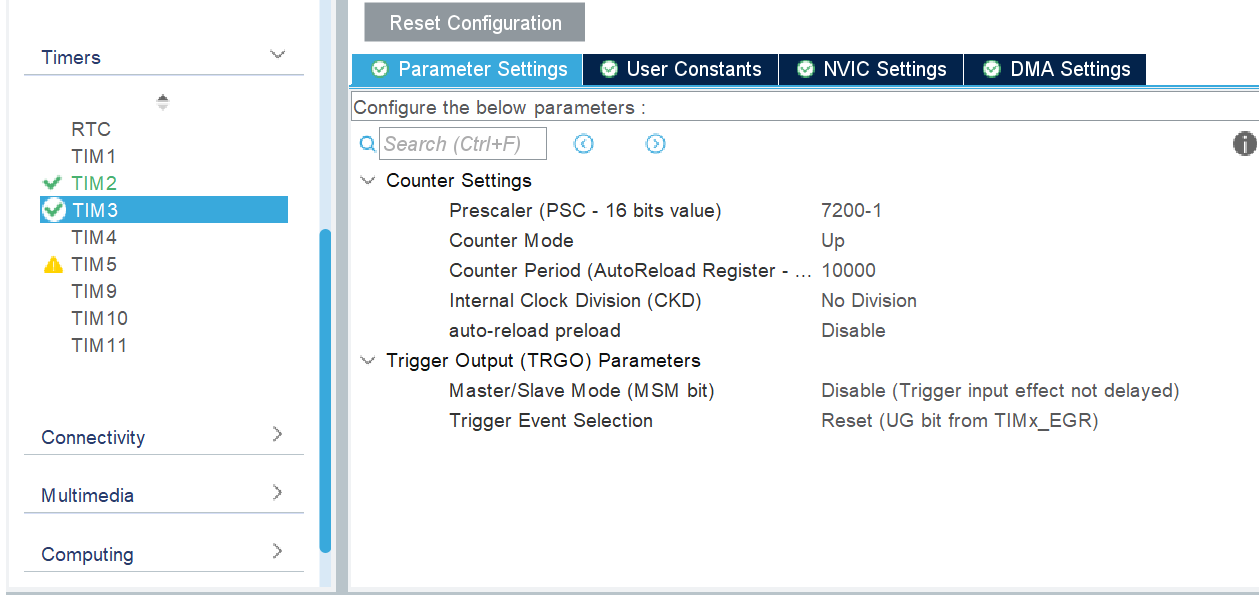 Timers
RTC
TIM1
TIM2
TIM3
TIM4
TIM5
TIM9
TIM10
TIM11
Connectivity
Multimedia
Computing
Reset Configuration
Parameter Settings User Constants NVIC Settings DMA Settings
Configure the below parameters :
Search (Ctrl+F)
Counter Settings
Prescaler (PSC - 16 bits value) 7200-1
Counter Mode Up
Counter Period (AutoReload Register - ... 10000
Internal Clock Division (CKD) No Division
auto-reload preload Disable
Trigger Output (TRGO) Parameters
Master/Slave Mode (MSM bit) Disable (Trigger input effect not delayed)
Trigger Event Selection Reset (UG bit from TIMx_EGR)